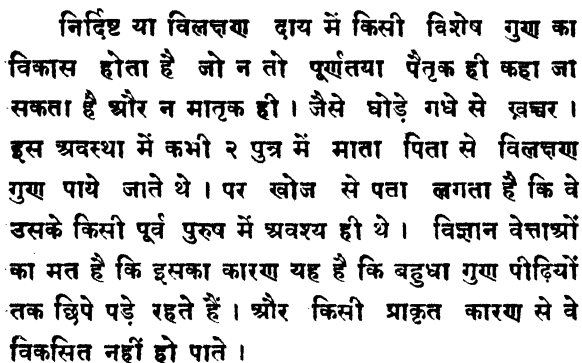 निर्दिष्ट या विलक्षण दाय में किसी विशेष गुण का
विकास होता है जो न तो पूर्णतया पैतृक ही कहा जा
सकता है और न मातृक ही । जैसे घोड़े गधे से खच्चर ।
इस अवस्था में कभी २ पुत्र में माता पिता से विलक्षण
गुण पाये जाते थे । पर खोज से पता लगता है कि वे
उसके किसी पूर्व पुरुष में अवश्य ही थे । विज्ञान वेत्ताओं
का मत है कि इसका कारण यह है कि बहुधा गुण पीढ़ियों
तक छिपे पड़े रहते हैं । और किसी प्राकृत कारण से वे
विकसित नहीं हो पाते ।